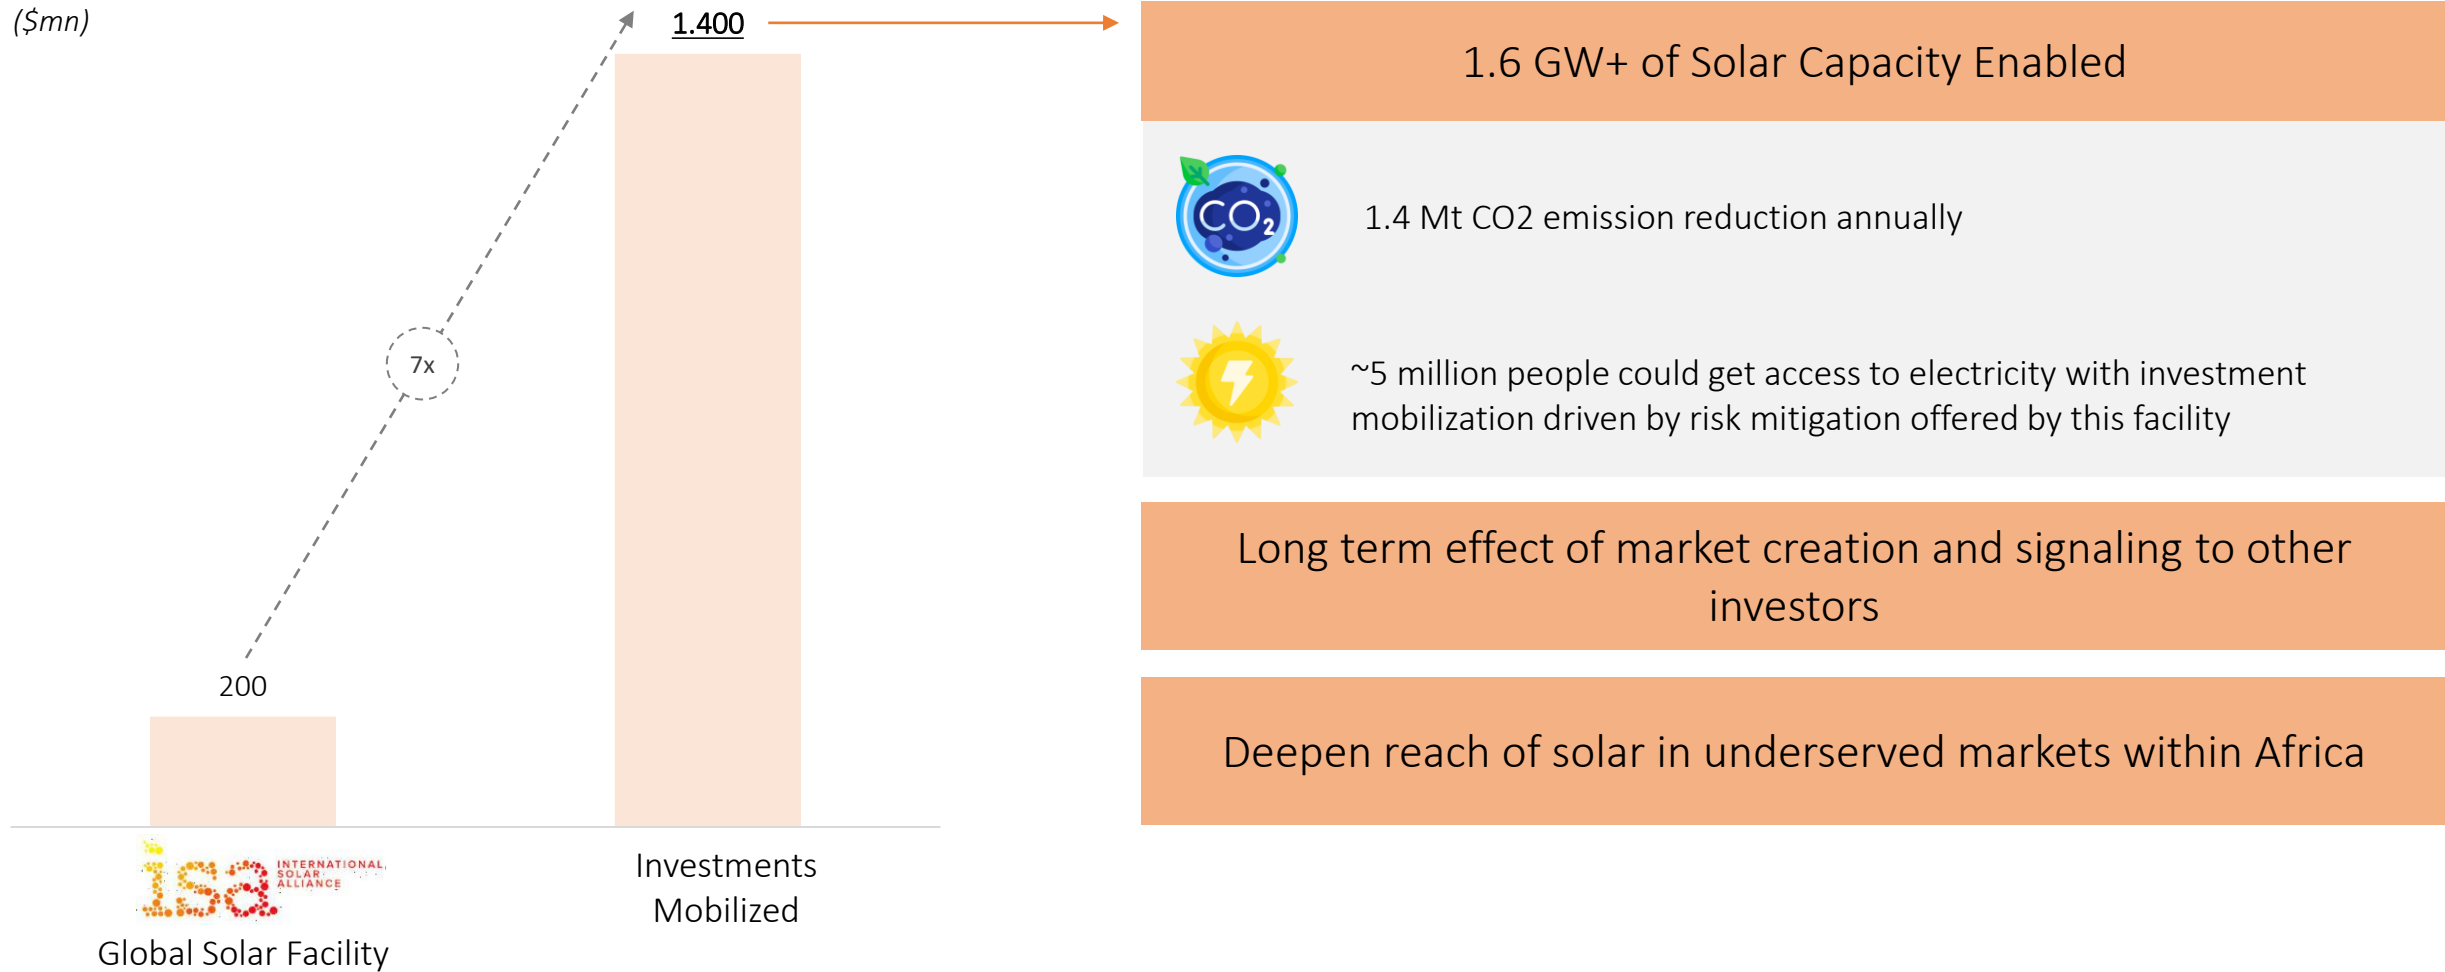 ($mn)
1.400
7x
200
isa
INTERNATIONAL
SOLAR
ALLIANCE
Global Solar Facility
Investments
Mobilized
1.6 GW+ of Solar Capacity Enabled
CO2
1.4 Mt CO2 emission reduction annually
~5 million people could get access to electricity with investment
mobilization driven by risk mitigation offered by this facility
Long term effect of market creation and signaling to other
investors
Deepen reach of solar in underserved markets within Africa